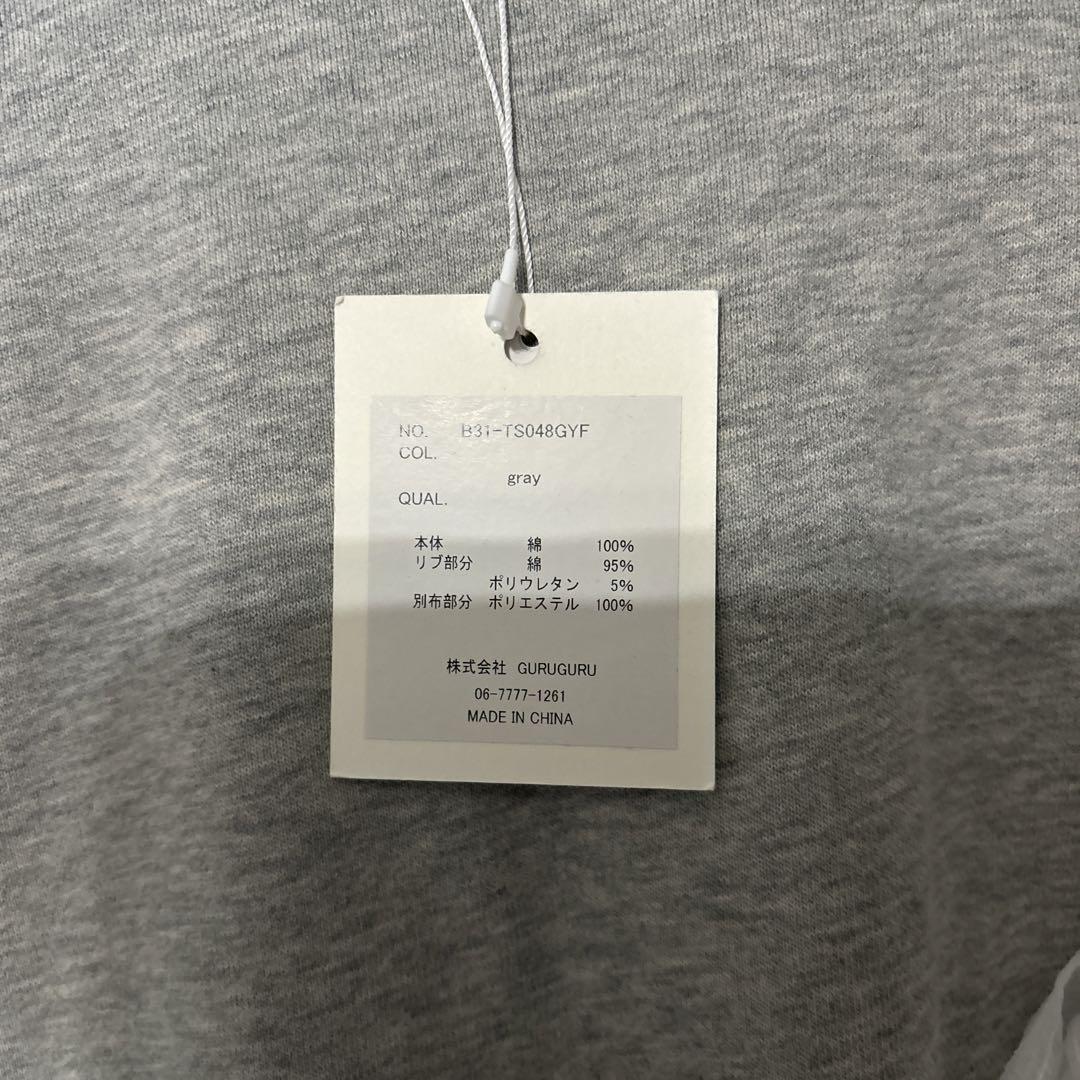 NO. B31-TS048GYF
COL.
gray
QUAL.
本体 綿 100%
リブ部分 綿 95%
ポリウレタン 5%
別布部分 ポリエステル 100%
株式会社 GURUGURU
06-7777-1261
MADE IN CHINA